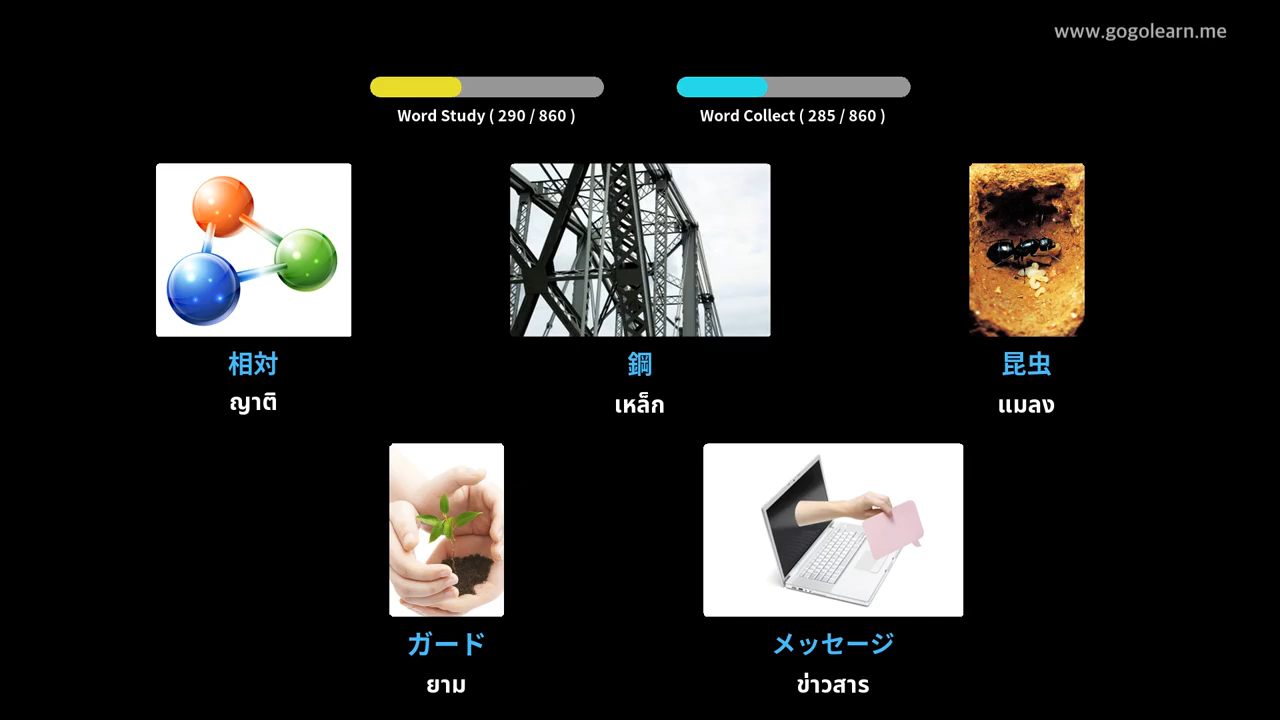 www.gogolearn.me
Word Study ( 290 / 860 )
Word Collect ( 285 / 860 )
相対
ญาติ
鋼
เหล็ก
昆虫
แมลง
ガード
ยาม
メッセージ
ข่าวสาร